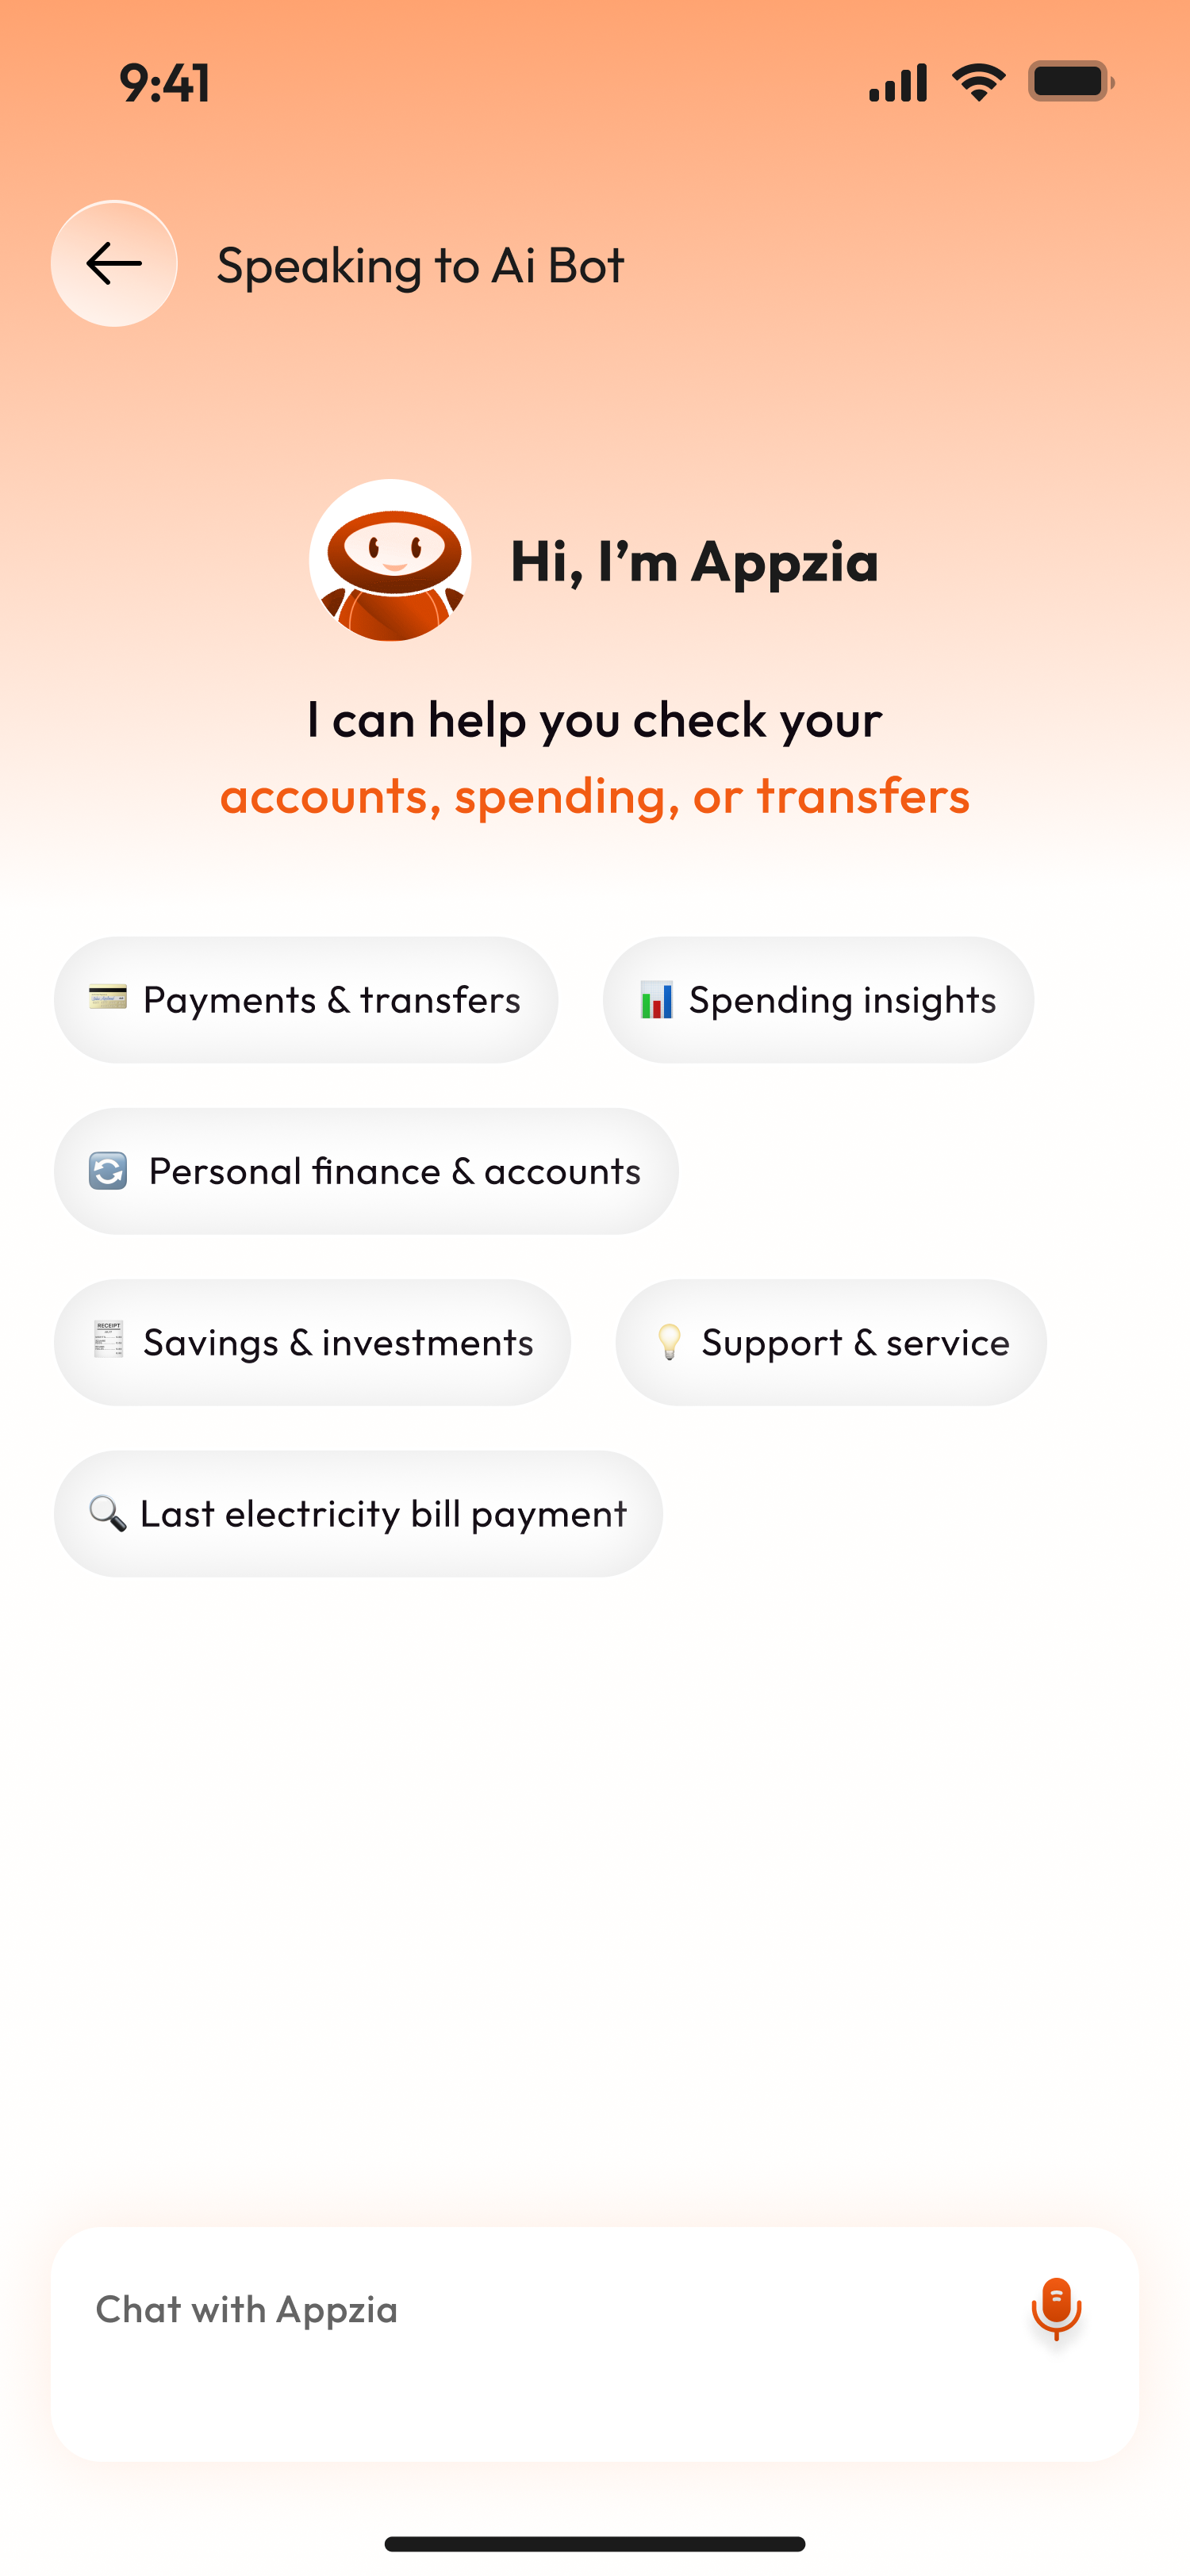 9:41
Speaking to Ai Bot
Hi, I’m Appzia
I can help you check your
accounts, spending, or transfers
Payments & transfers
Spending insights
Personal finance & accounts
RECEIPT
Savings & investments
Support & service
Last electricity bill payment
Chat with Appzia